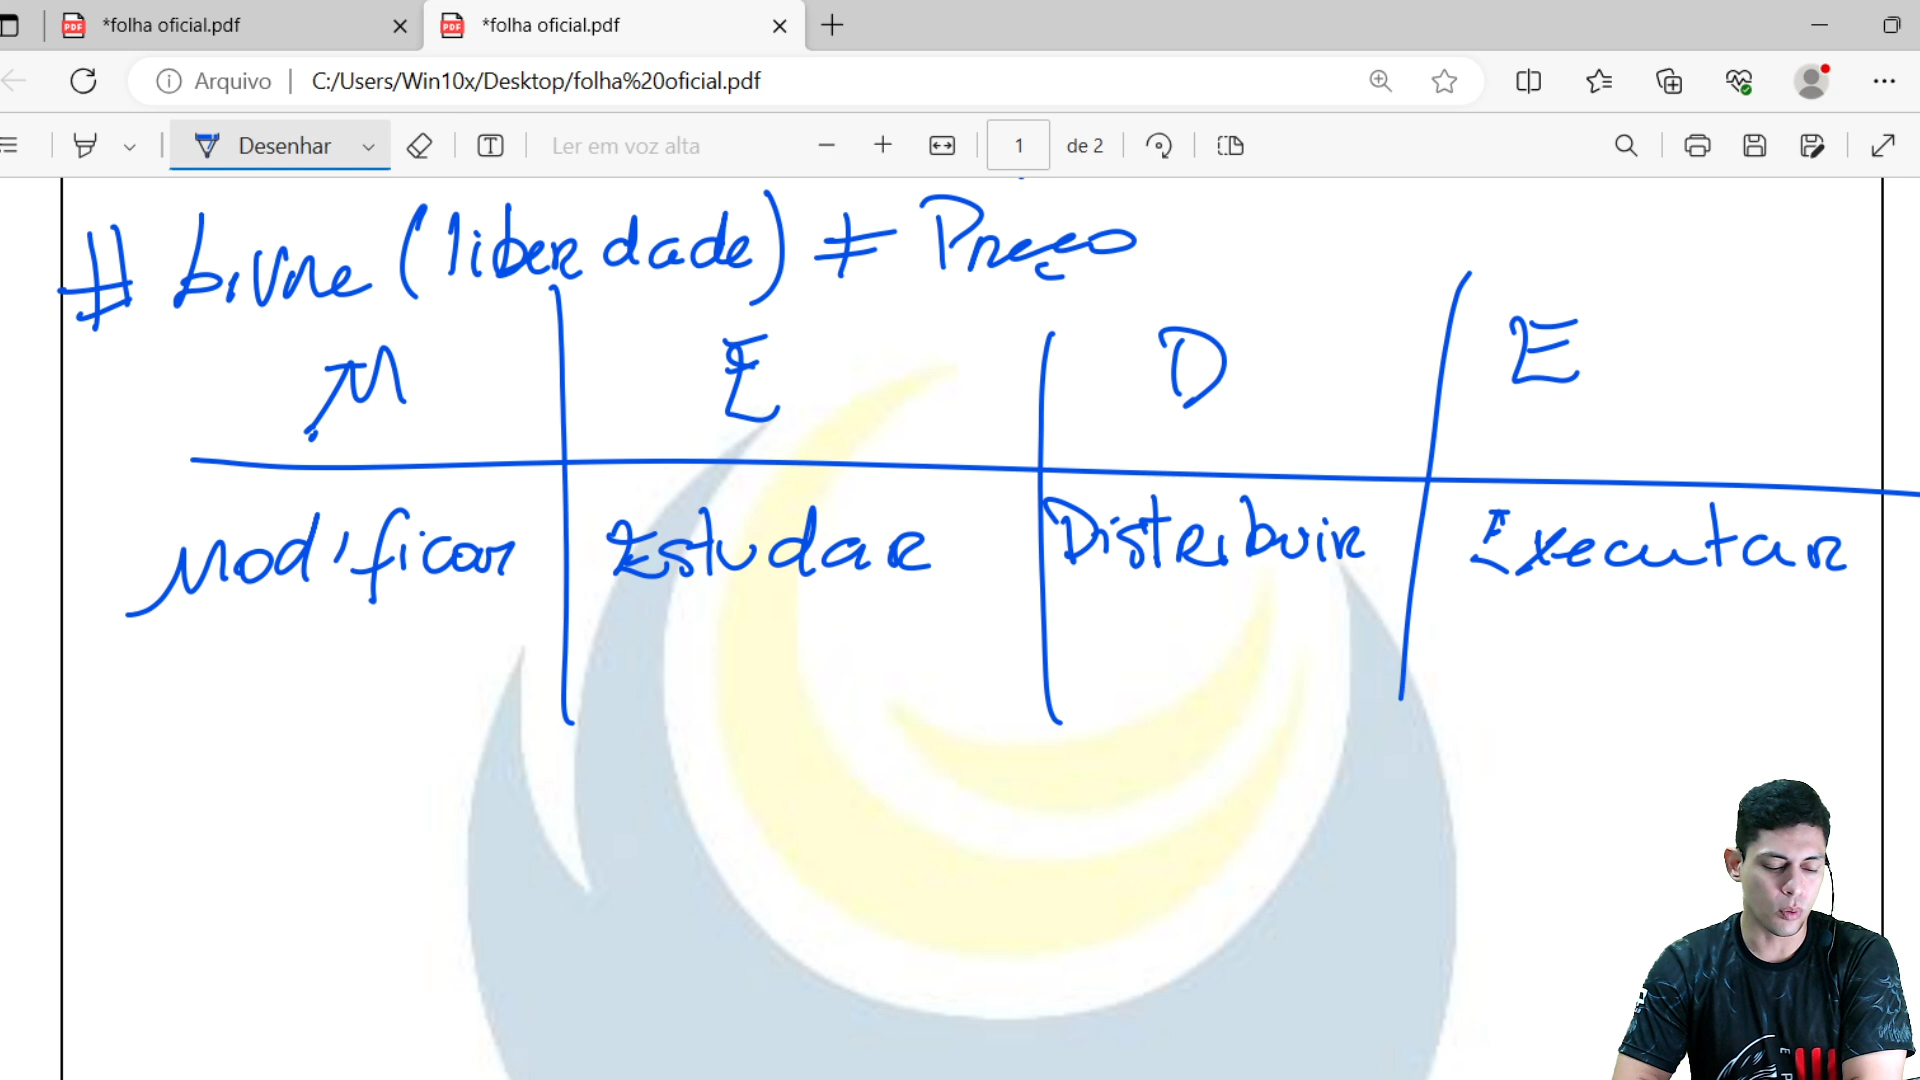 *folha oficial.pdf
*folha oficial.pdf
Arquivo
C:/Users/Win10x/Desktop/folha%20oficial.pdf
Desenhar
Ler em voz alta
1 de 2
# Livre (liberdade) ≠ Preço
M E D E
Modificar Estudar Distribuir Executar